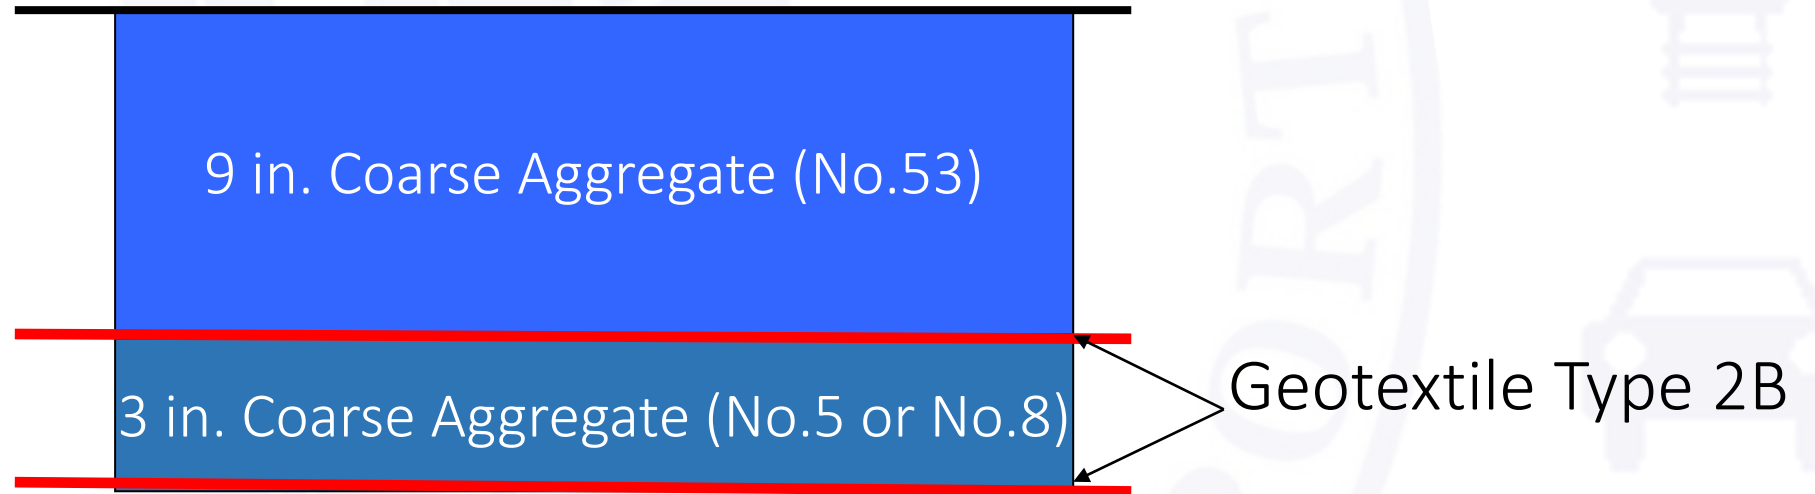 9 in. Coarse Aggregate (No.53)
3 in. Coarse Aggregate (No.5 or No.8)
Geotextile Type 2B